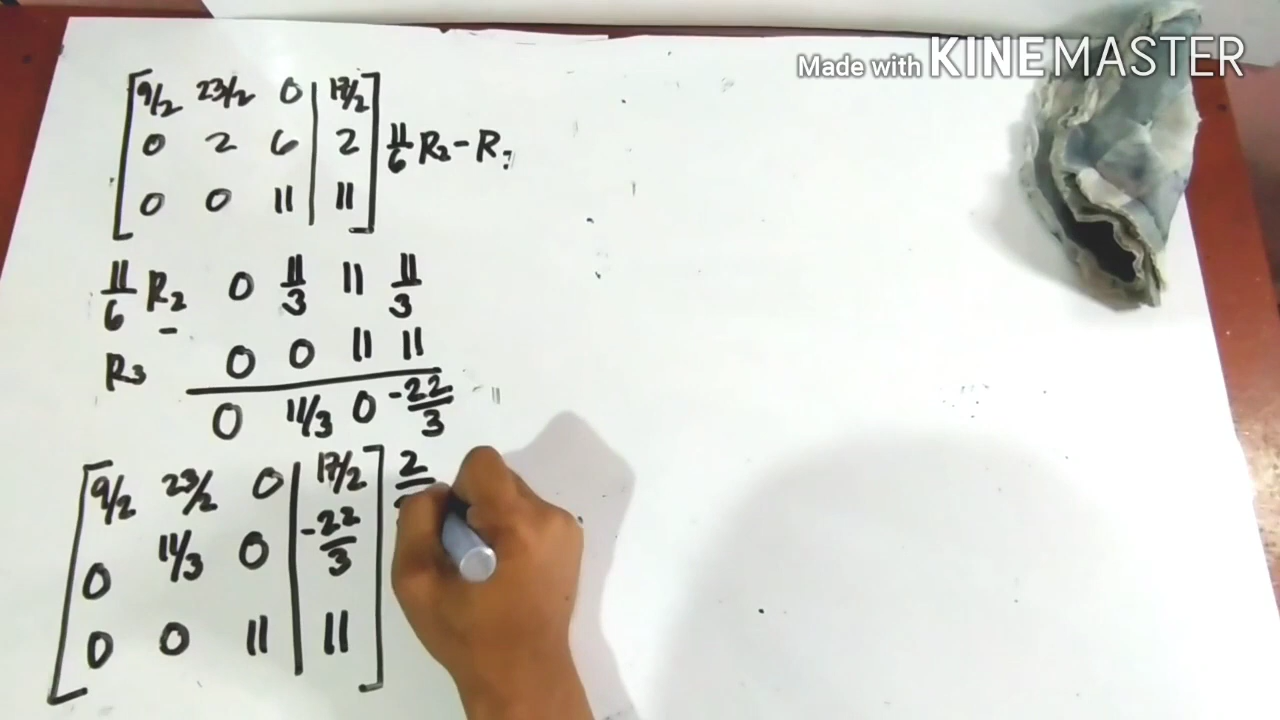 Made with KINEMASTER
9/2 23/2 0 | 17/2
0 2 6 | 2 11/6 R2 - R3
0 0 11 | 11
11/6 R2 0 11/3 11 11/3
-
R3 0 0 11 11
0 11/3 0 -22/3
9/2 23/2 0 | 17/2 2
0 11/3 0 | -22/3
0 0 11 | 11